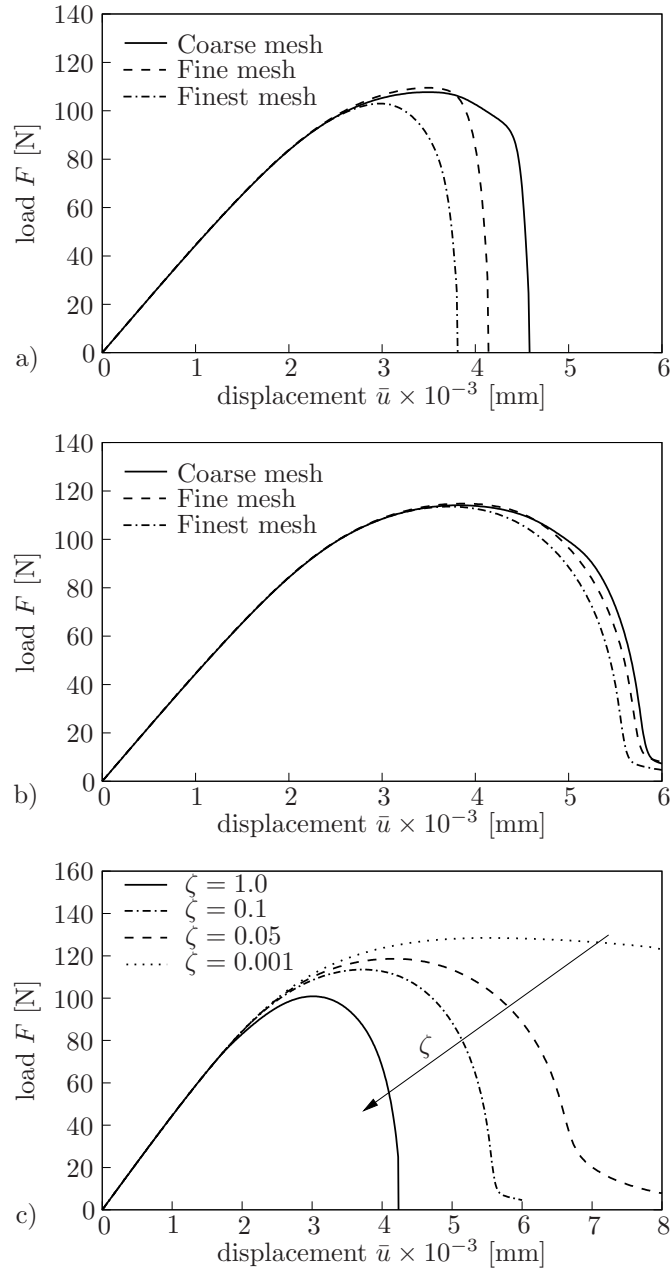 140
120
100
80
60
40
20
0
load F [N]
Coarse mesh
Fine mesh
Finest mesh
0 1 2 3 4 5 6
displacement ū × 10⁻³ [mm]
a)
140
120
100
80
60
40
20
0
load F [N]
Coarse mesh
Fine mesh
Finest mesh
0 1 2 3 4 5 6
displacement ū × 10⁻³ [mm]
b)
160
140
120
100
80
60
40
20
0
load F [N]
ζ = 1.0
ζ = 0.1
ζ = 0.05
ζ = 0.001
ζ
0 1 2 3 4 5 6 7 8
displacement ū × 10⁻³ [mm]
c)